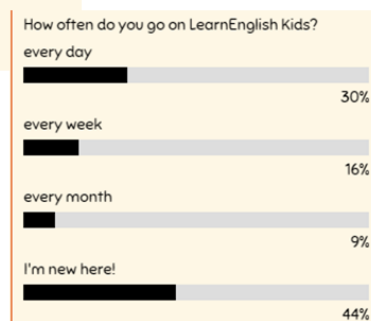 How often do you go on LearnEnglish Kids?
every day
30%
every week
16%
every month
9%
I'm new here!
44%